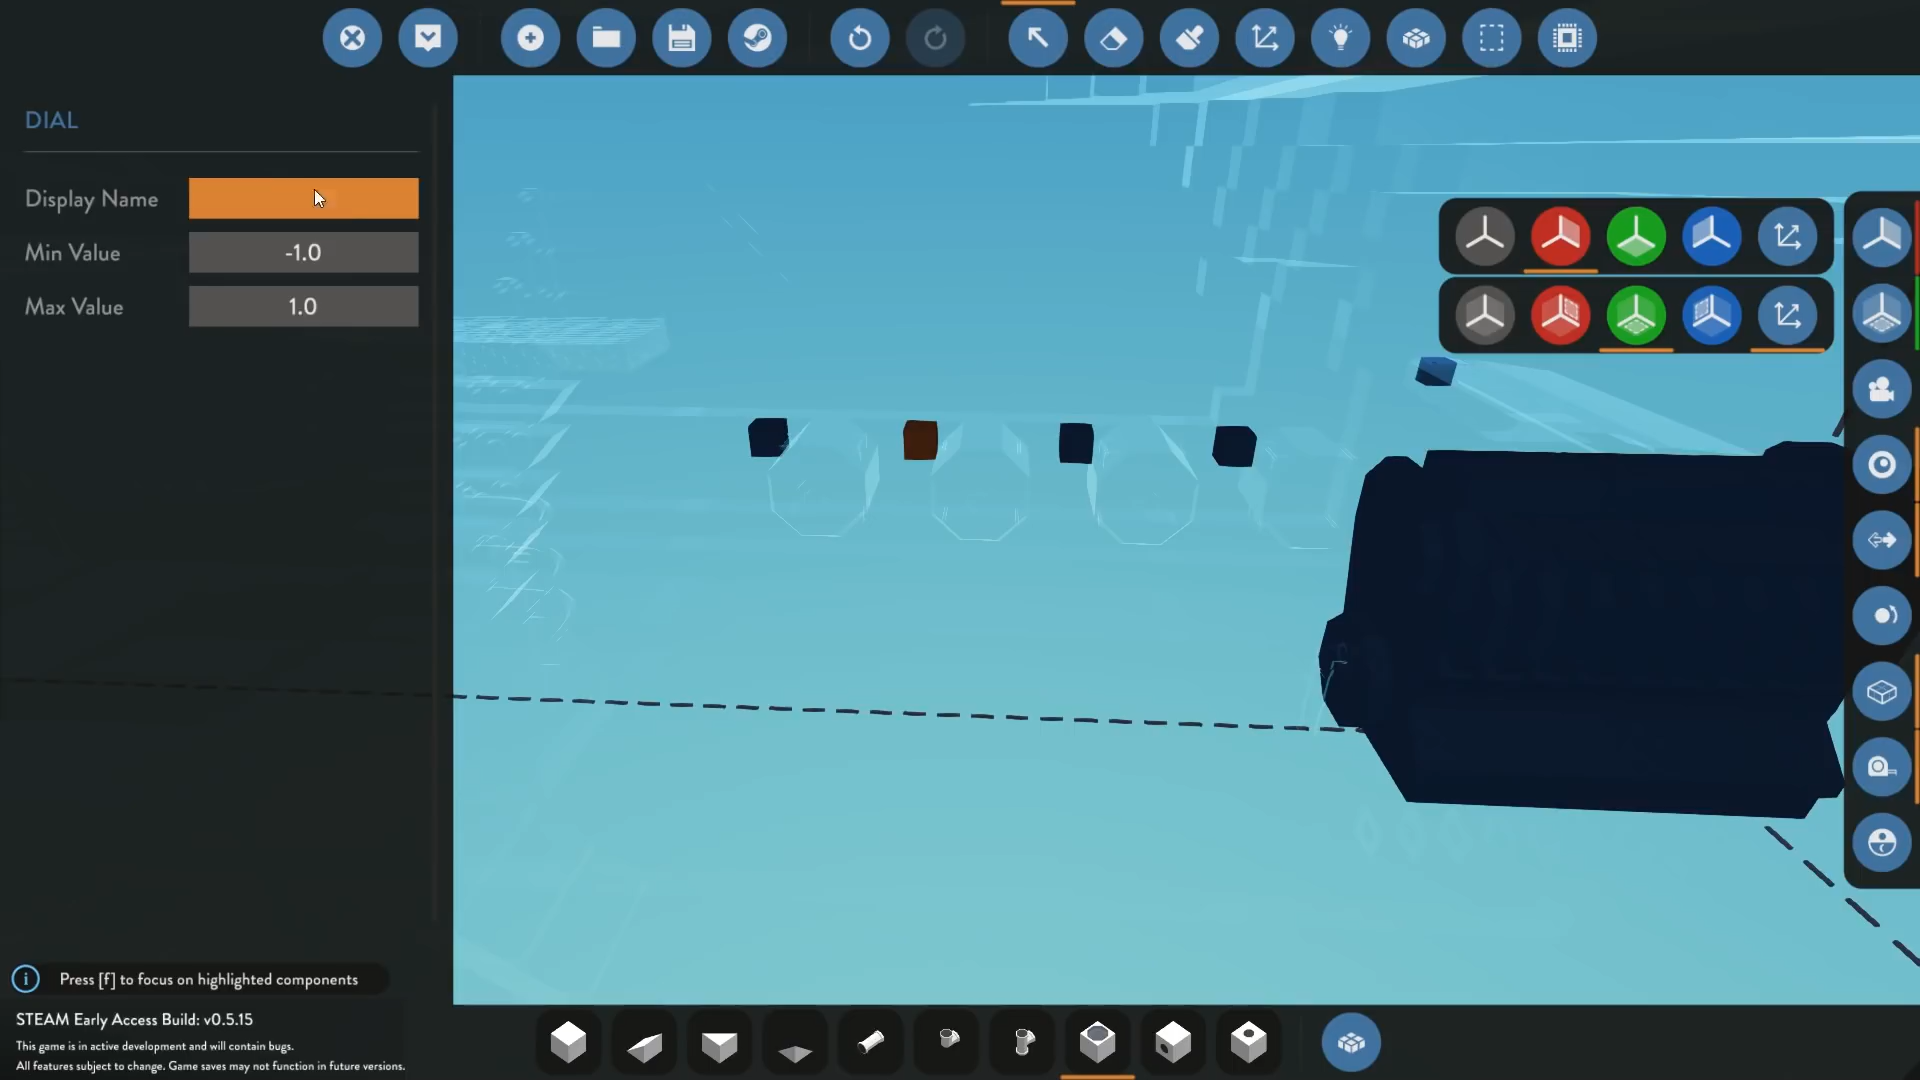 DIAL
Display Name
Min Value -1.0
Max Value 1.0
Press [f] to focus on highlighted components
STEAM Early Access Build: v0.5.15
This game is in active development and will contain bugs.
All features subject to change. Game saves may not function in future versions.